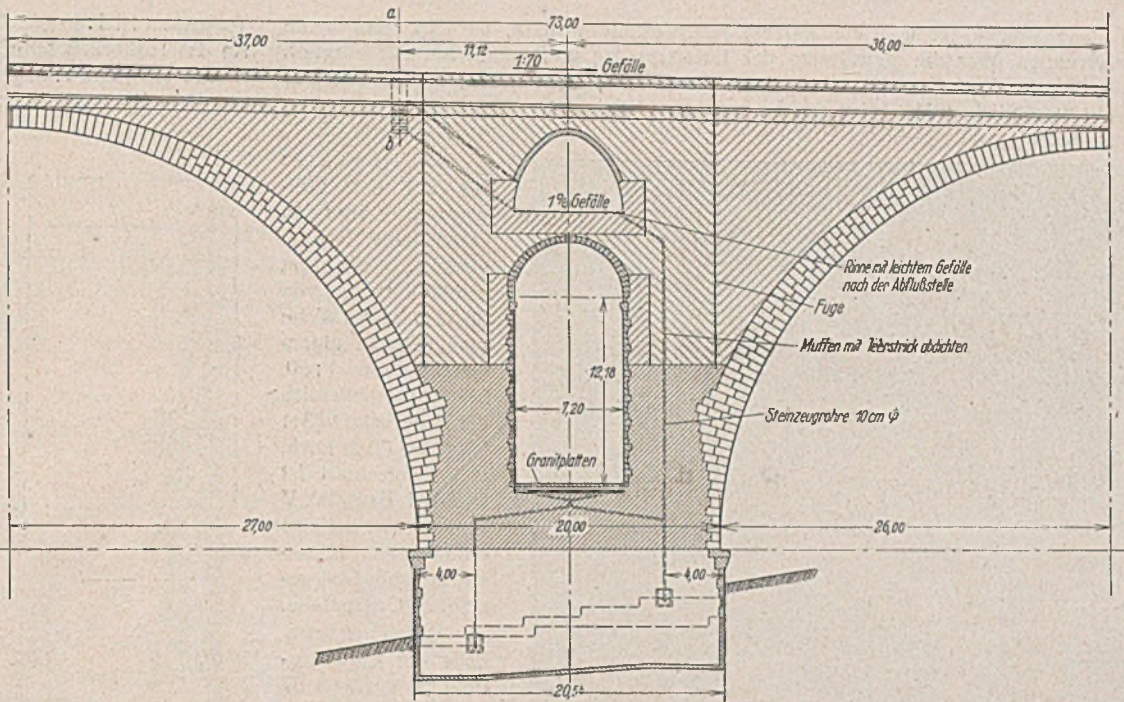 a
73,00
37,00
11,12
36,00
1:70 Gefälle
b
1% Gefälle
Rinne mit leichtem Gefälle
nach der Abflußstelle
Fuge
Muffen mit Teerstrick abdichten
12,18
7,20
Steinzeugrohre 10 cm ϕ
Granitplatten
27,00
20,00
26,00
4,00
4,00
20,5